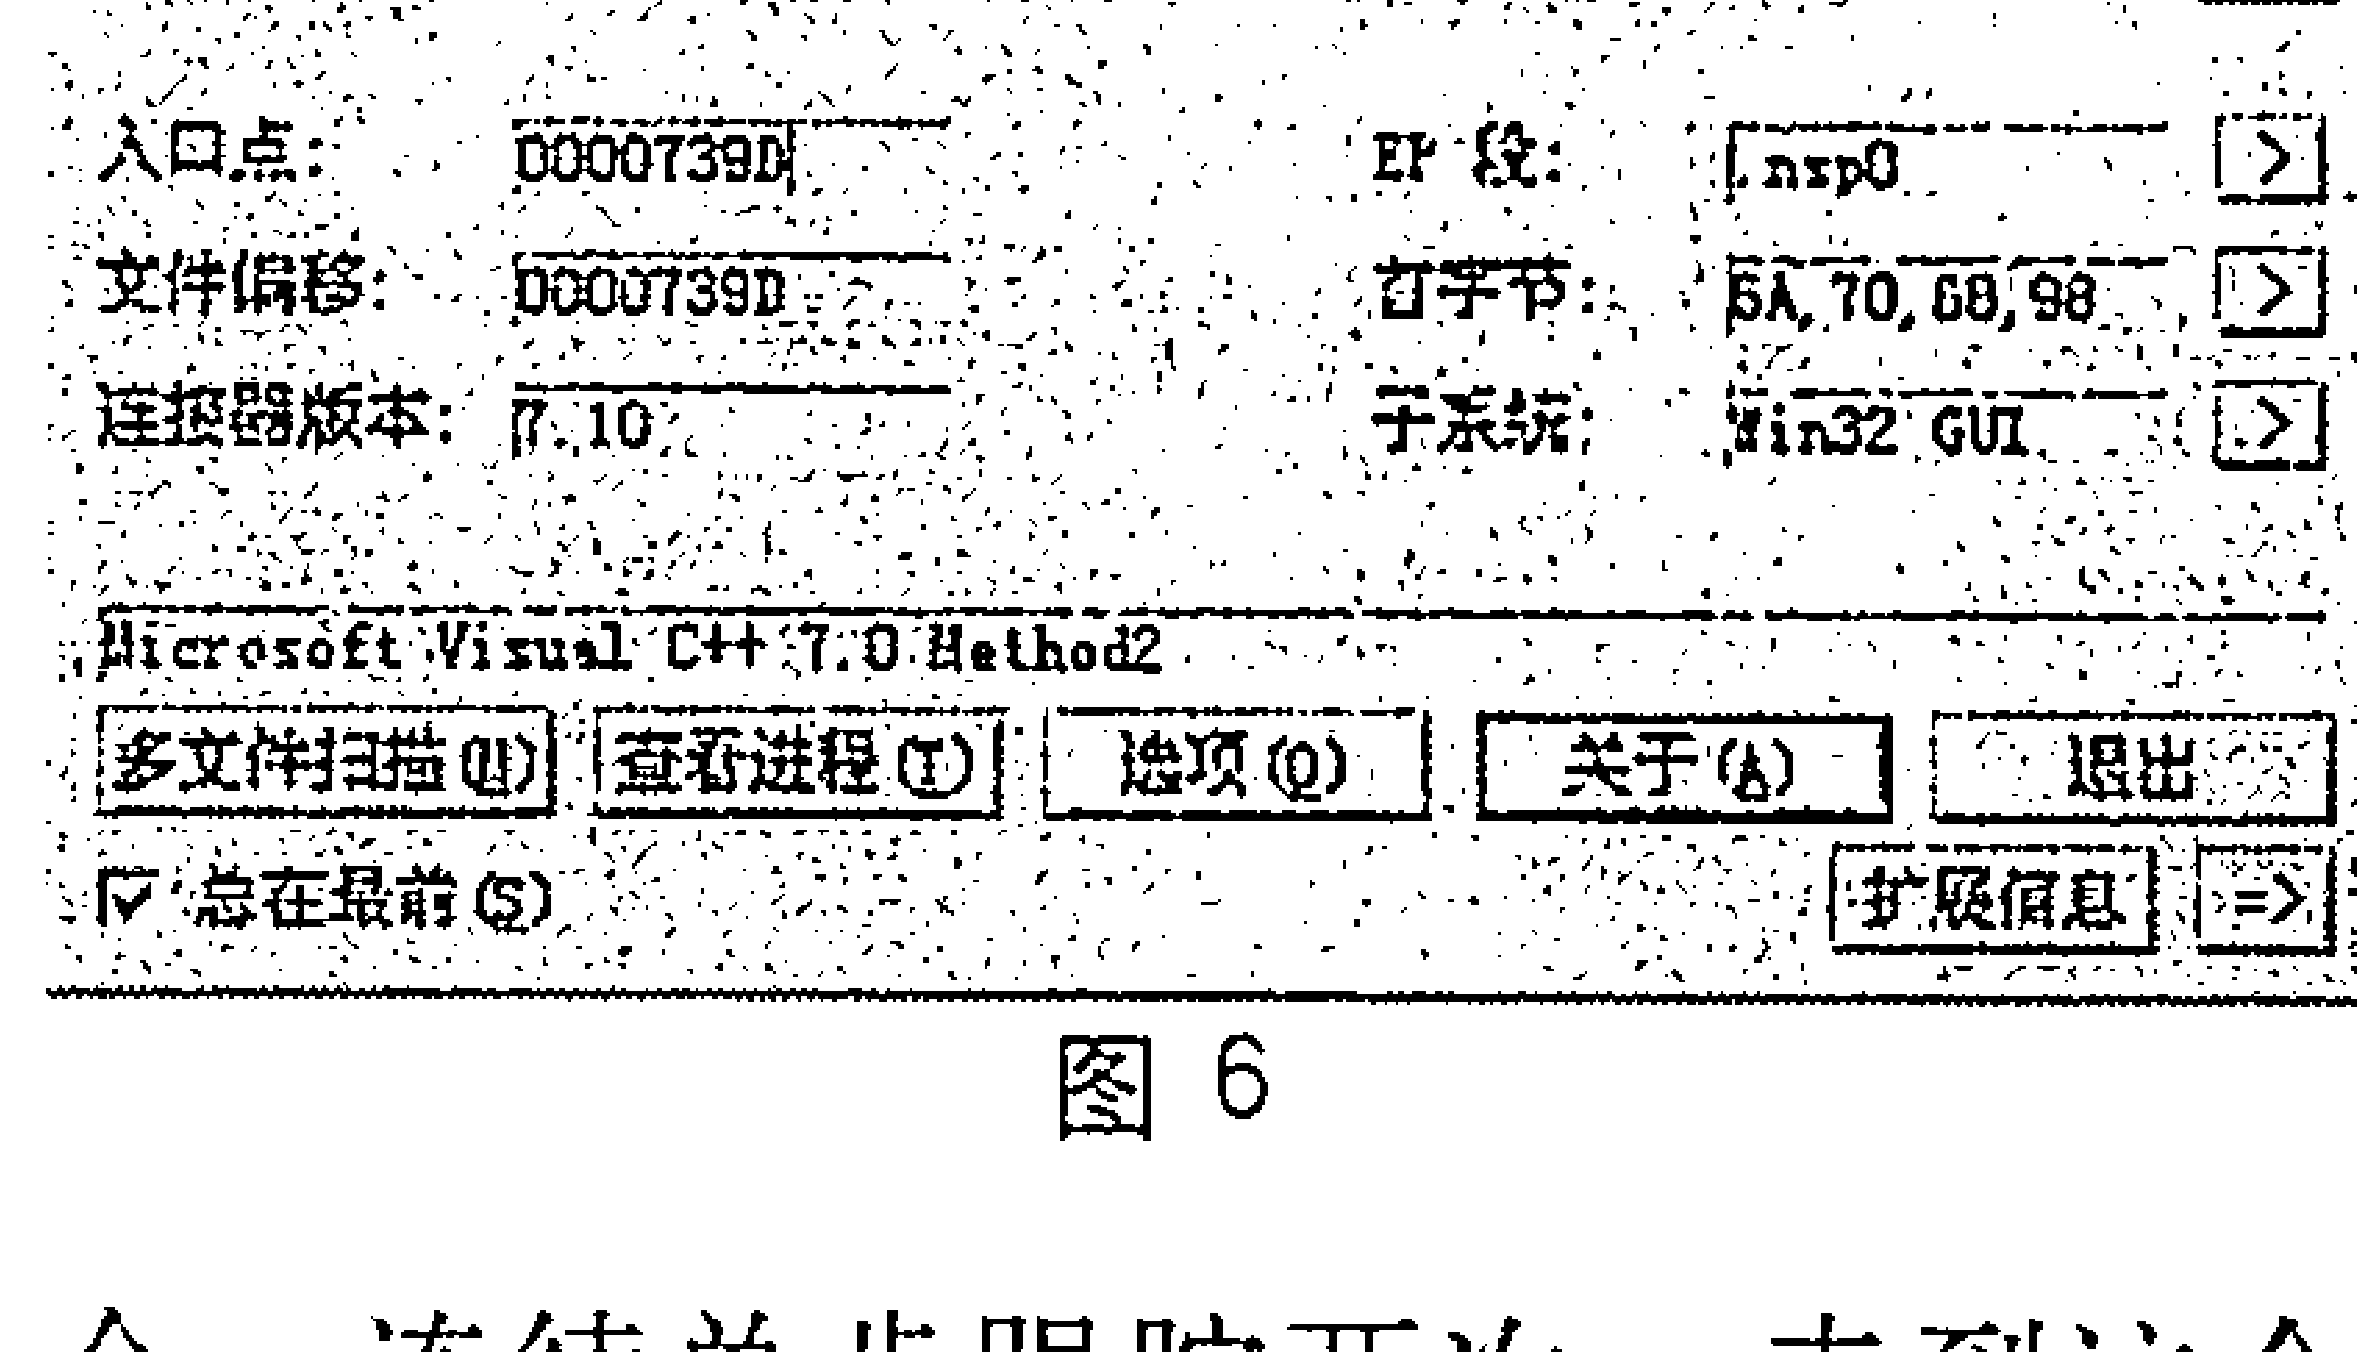 入口点: 0000739D EP 段: .nsp0 >
文件偏移: 0000739D 首字节: 6A,70,68,98 >
连接器版本: 7.10 子系统: Win32 GUI >
Microsoft Visual C++ 7.0 Method2
多文件扫描(M) 查看进程(T) 选项(O) 关于(A) 退出
总在最前(S) 扩展信息 =>
图 6